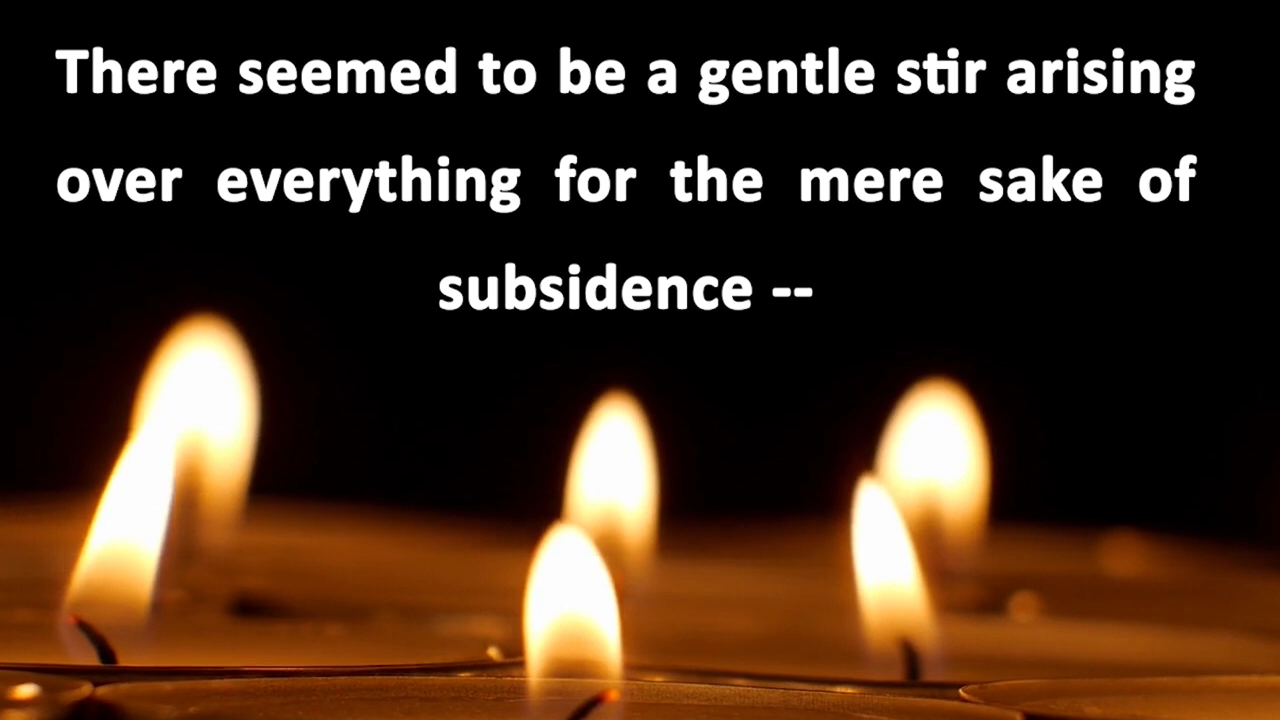 There seemed to be a gentle stir arising
over everything for the mere sake of
subsidence --